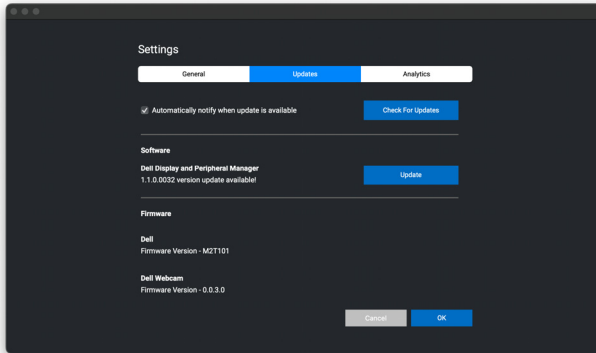 Settings
General
Updates
Analytics
Automatically notify when update is available
Check For Updates
Software
Dell Display and Peripheral Manager
1.1.0.0032 version update available!
Update
Firmware
Dell
Firmware Version - M2T101
Dell Webcam
Firmware Version - 0.0.3.0
Cancel
OK